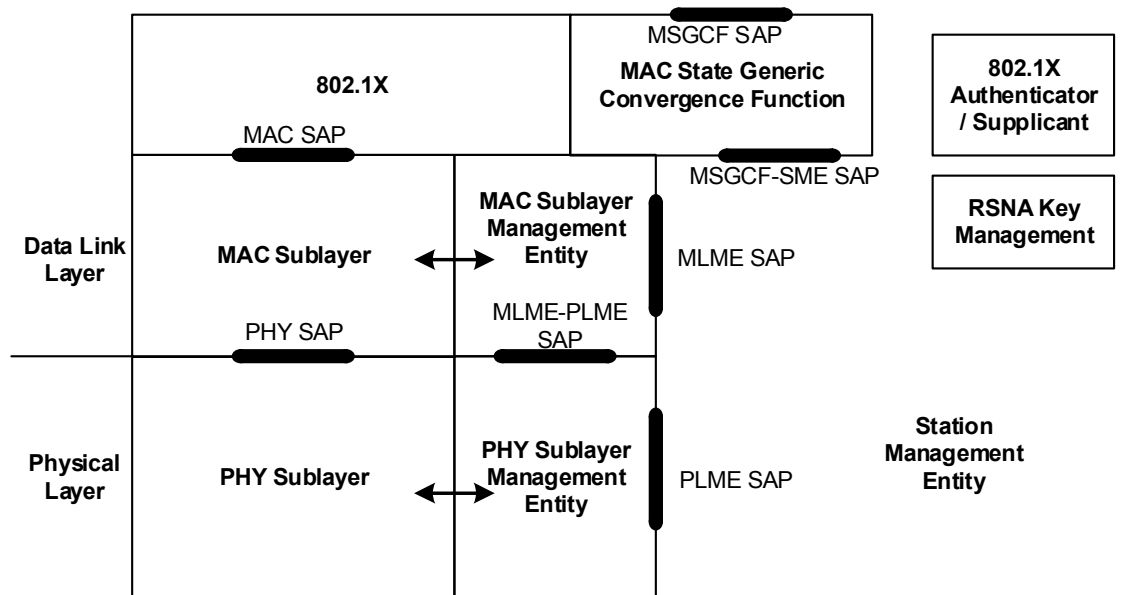 MSGCF SAP
802.1X
MAC State Generic
Convergence Function
802.1X
Authenticator
/ Supplicant
MAC SAP
MSGCF-SME SAP
Data Link
Layer
MAC Sublayer
MAC Sublayer
Management
Entity
MLME SAP
RSNA Key
Management
PHY SAP
MLME-PLME
SAP
Physical
Layer
PHY Sublayer
PHY Sublayer
Management
Entity
PLME SAP
Station
Management
Entity